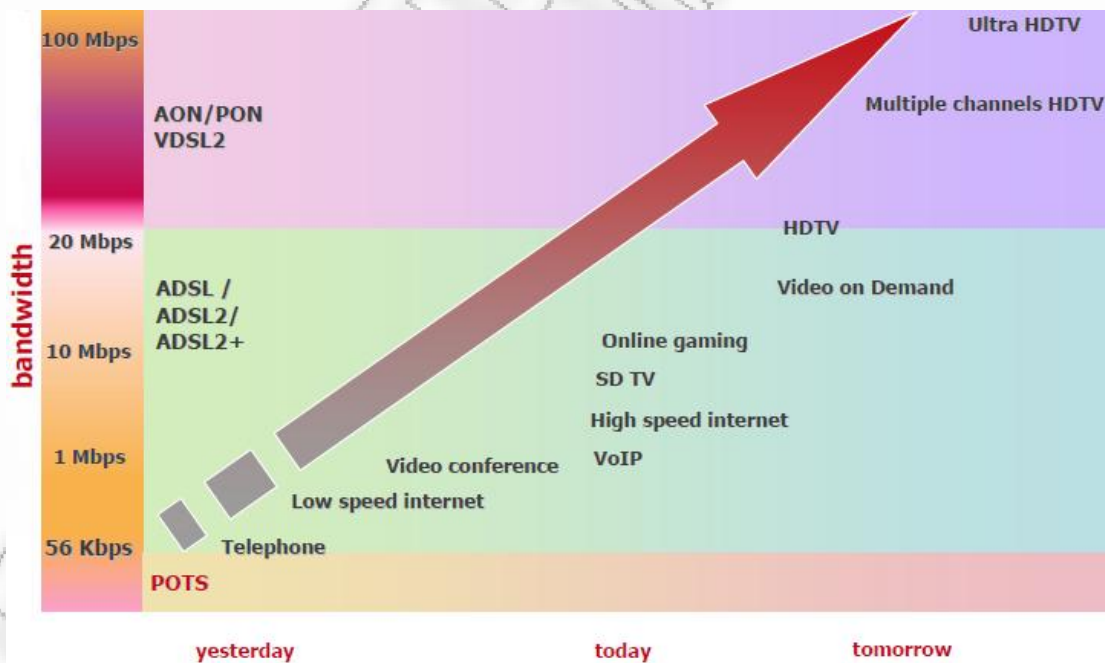 100 Mbps
Ultra HDTV
Multiple channels HDTV
AON/PON
VDSL2
20 Mbps
HDTV
bandwidth
ADSL /
ADSL2/
ADSL2+
Video on Demand
10 Mbps
Online gaming
SD TV
High speed internet
1 Mbps
Video conference
VoIP
Low speed internet
56 Kbps
Telephone
POTS
yesterday
today
tomorrow